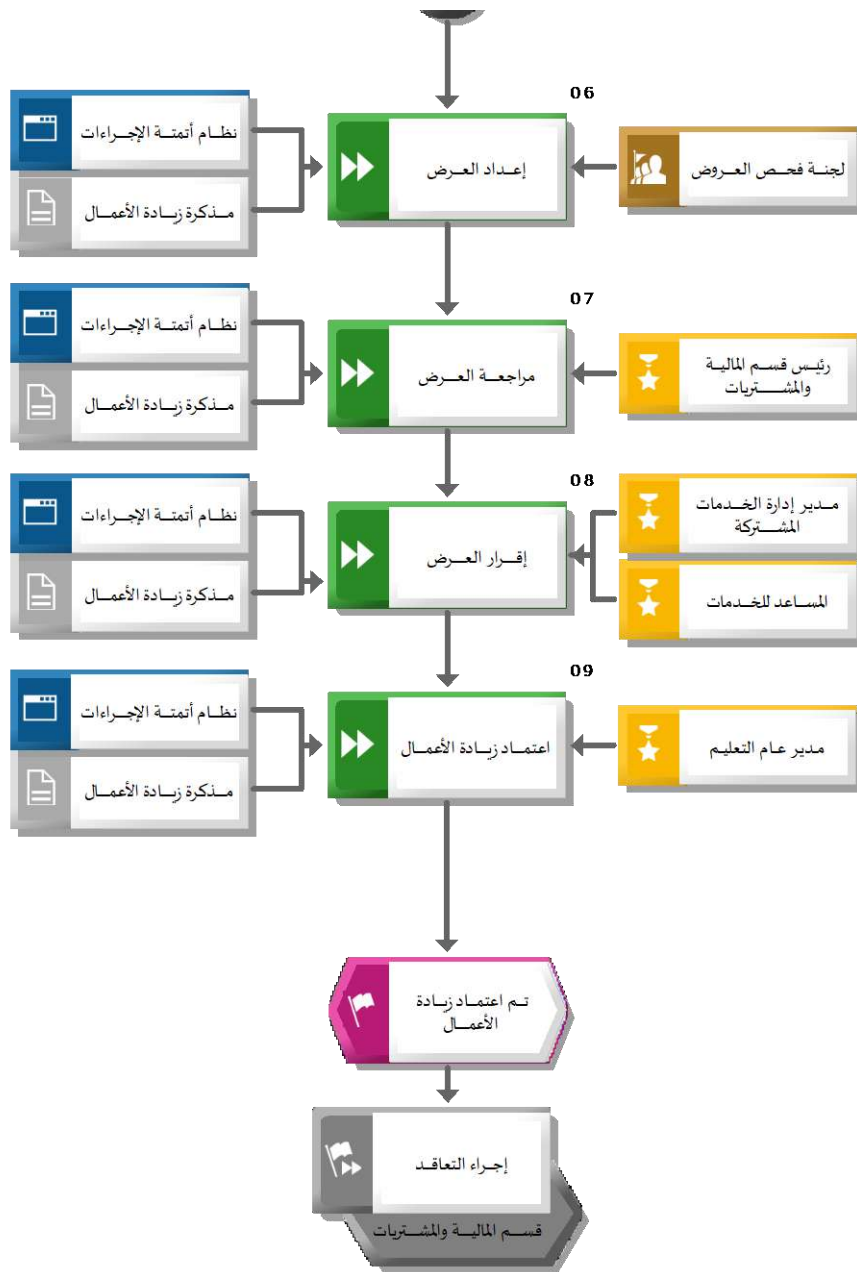 06
لجنة فحص العروض
إعداد العرض
نظام أتمتة الإجراءات
مذكرة زيادة الأعمال
07
رئيس قسم المالية
والمشتريات
مراجعة العرض
نظام أتمتة الإجراءات
مذكرة زيادة الأعمال
08
مدير إدارة الخدمات
المشتركة
المساعد للخدمات
إقرار العرض
نظام أتمتة الإجراءات
مذكرة زيادة الأعمال
09
مدير عام التعليم
اعتماد زيادة الأعمال
نظام أتمتة الإجراءات
مذكرة زيادة الأعمال
تم اعتماد زيادة
الأعمال
إجراء التعاقد
قسم المالية والمشتريات